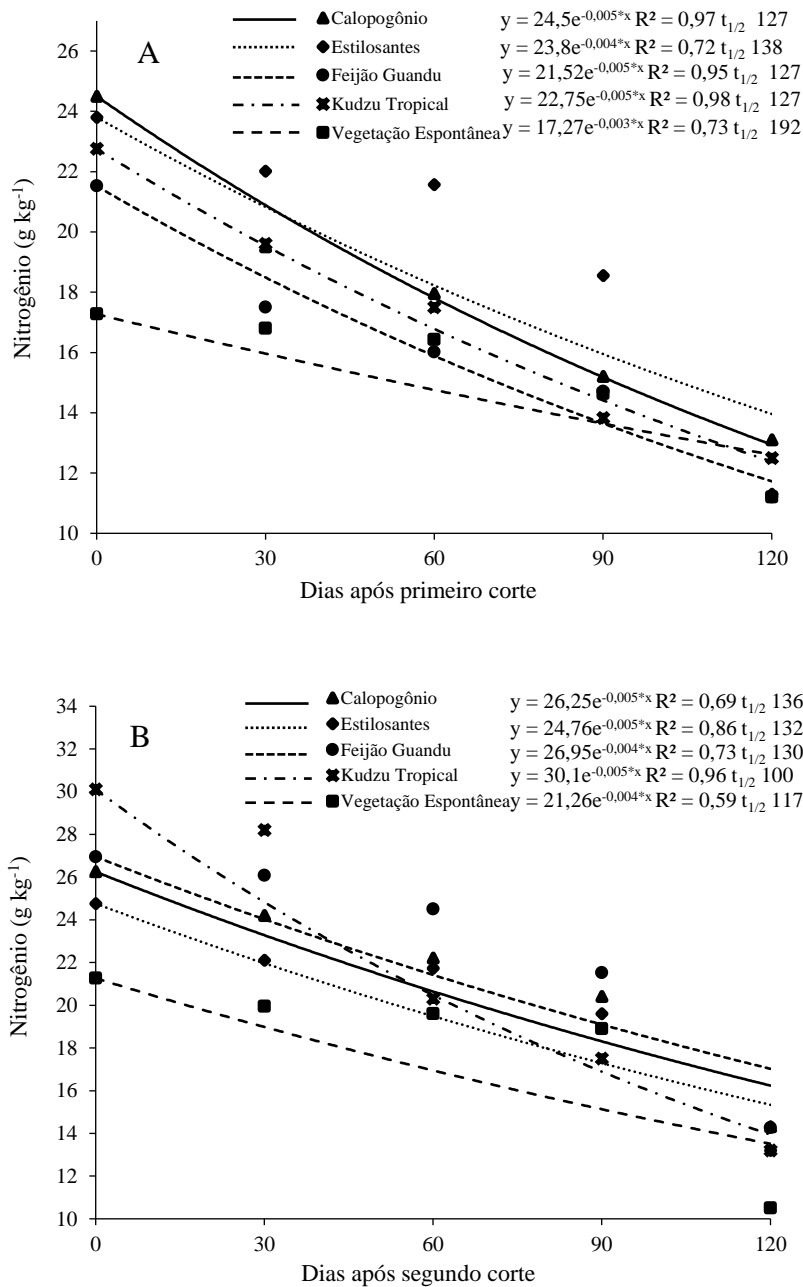 A
Calopogônio y = 24,5e-0,005*x R² = 0,97 t1/2 127
Estilosantes y = 23,8e-0,004*x R² = 0,72 t1/2 138
Feijão Guandu y = 21,52e-0,005*x R² = 0,95 t1/2 127
Kudzu Tropical y = 22,75e-0,005*x R² = 0,98 t1/2 127
Vegetação Espontânea y = 17,27e-0,003*x R² = 0,73 t1/2 192
Nitrogênio (g kg-1)
26
24
22
20
18
16
14
12
10
0 30 60 90 120
Dias após primeiro corte
B
Calopogônio y = 26,25e-0,005*x R² = 0,69 t1/2 136
Estilosantes y = 24,76e-0,005*x R² = 0,86 t1/2 132
Feijão Guandu y = 26,95e-0,004*x R² = 0,73 t1/2 130
Kudzu Tropical y = 30,1e-0,005*x R² = 0,96 t1/2 100
Vegetação Espontânea y = 21,26e-0,004*x R² = 0,59 t1/2 117
Nitrogênio (g kg-1)
34
32
30
28
26
24
22
20
18
16
14
12
10
0 30 60 90 120
Dias após segundo corte